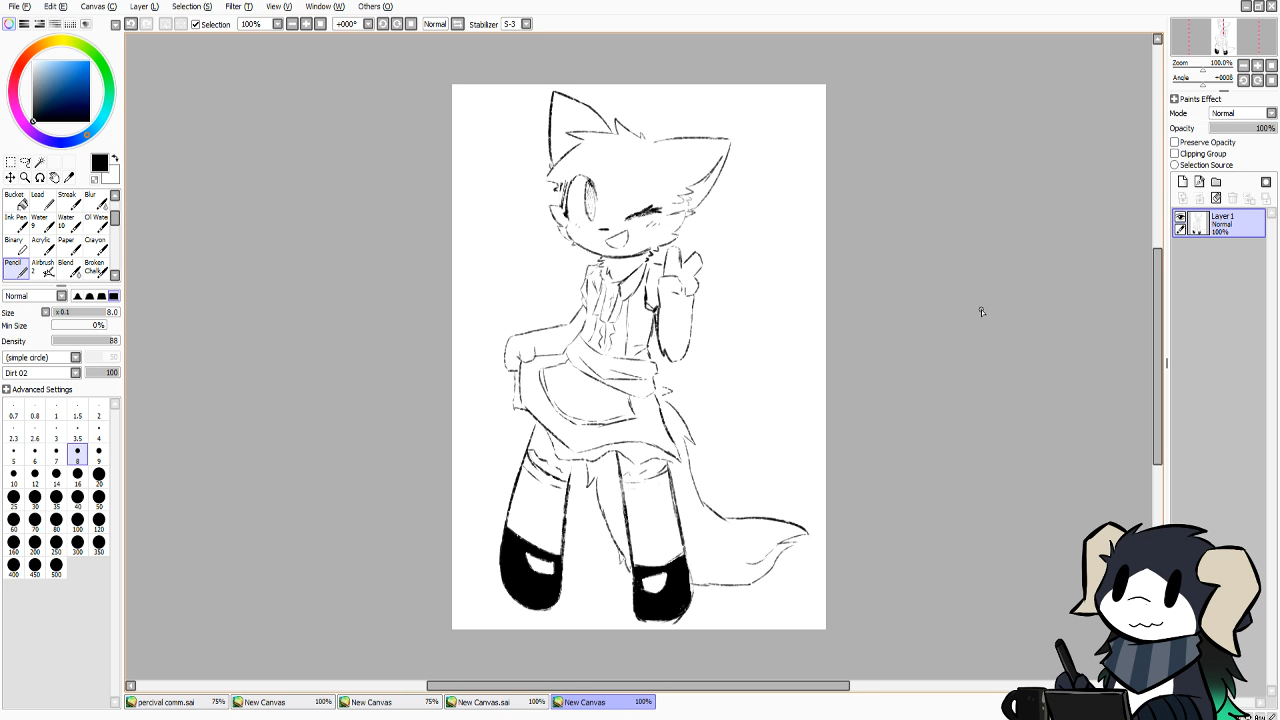 File (F) Edit (E) Canvas (C) Layer (L) Selection (S) Filter (T) View (V) Window (W) Others (O)
Selection 100% +000° Normal Stabilizer S-3
Zoom 100.0%
Angle +000ß
Paints Effect
Mode Normal
Opacity 100%
Preserve Opacity
Clipping Group
Selection Source
Layer 1
Normal
100%
Bucket Lead Streak Blur
Ink Pen Water 9 Water 10 Oil Wate
Binary Acrylic Paper Crayon
Pencil Airbrush 2 Blend Broken Chalk
Normal
Size x 0.1 8.0
Min Size 0%
Density 88
(simple circle) 50
Dirt 02 100
Advanced Settings
0.7 0.8 1 1.5 2
2.3 2.6 3 3.5 4
5 6 7 8 9
10 12 14 16 20
25 30 35 40 50
60 70 80 100 120
160 200 250 300 350
400 450 500
percival comm.sai 75% New Canvas 100% New Canvas 75% New Canvas.sai 100% New Canvas 100%